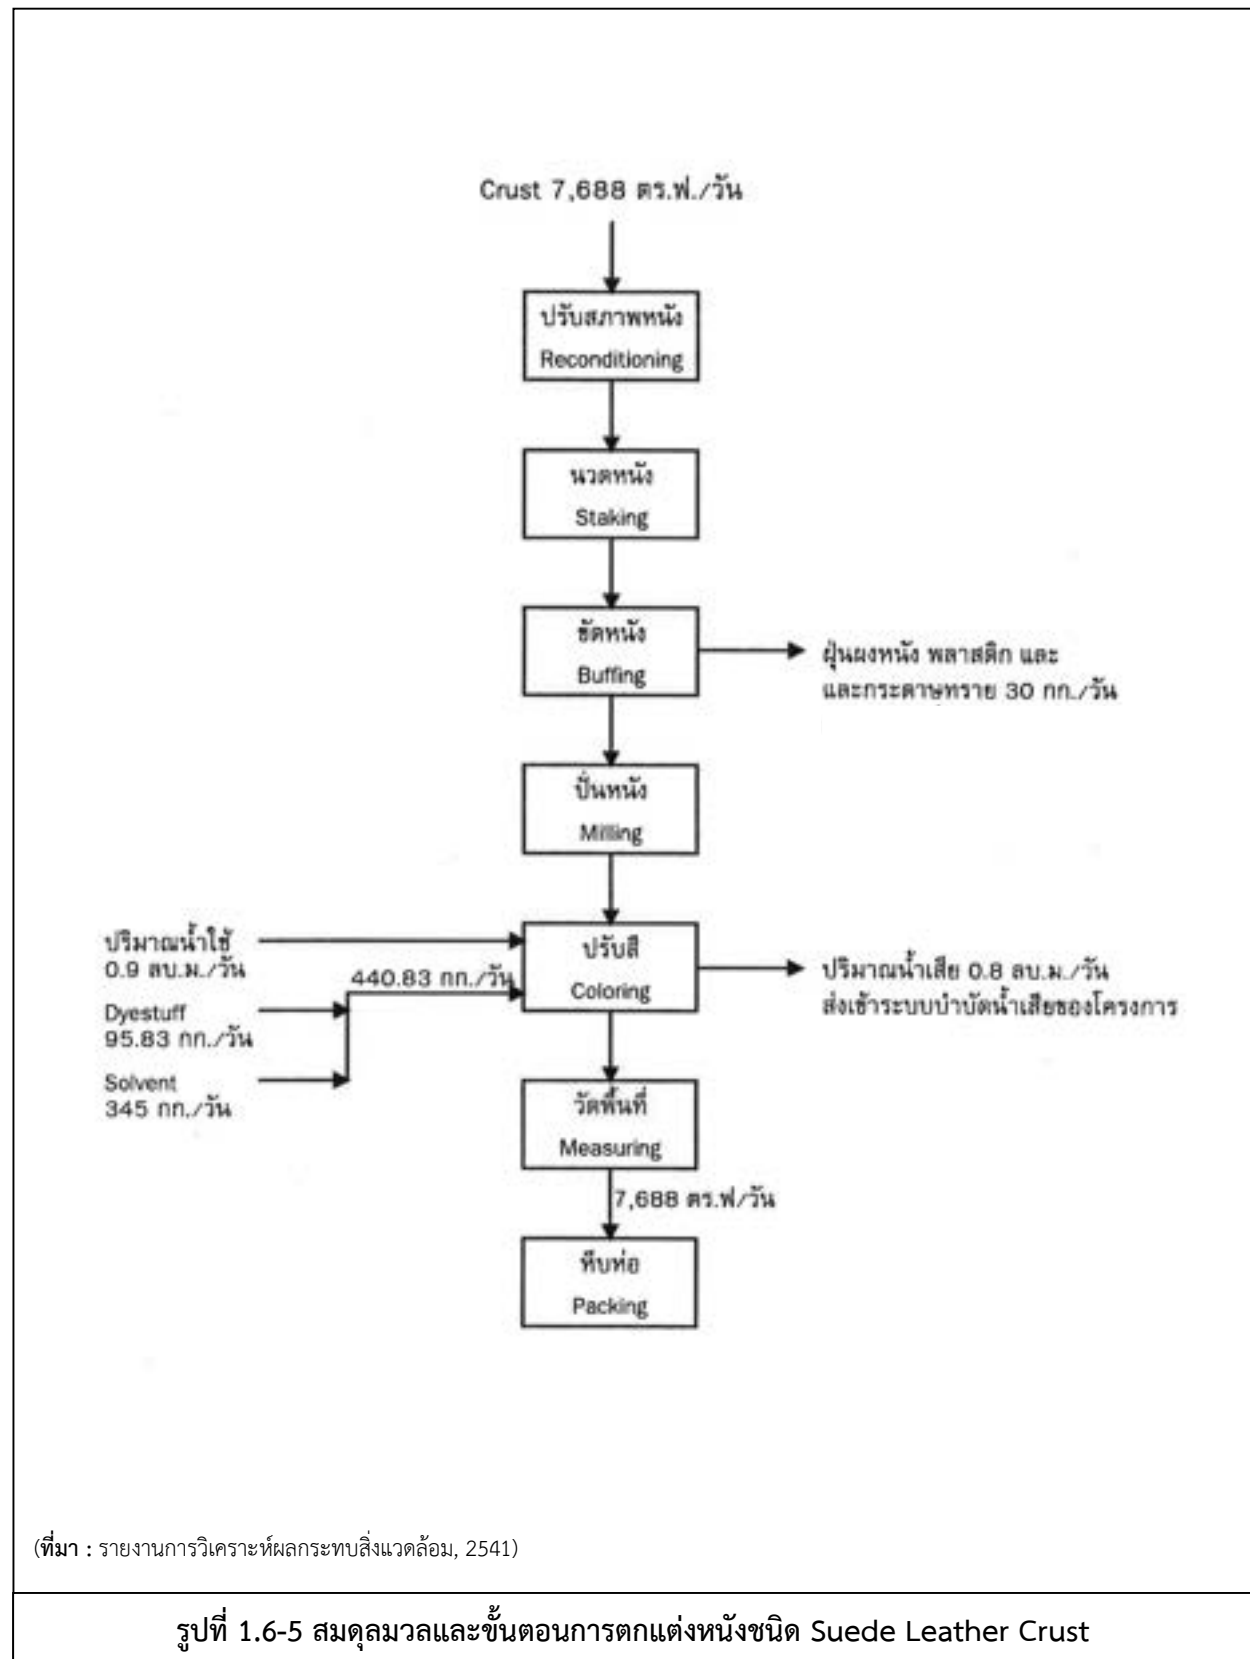 Crust 7,688 ตร.ฟ./วัน
ปรับสภาพหนัง
Reconditioning
นวดหนัง
Staking
ขัดหนัง
Buffing
ฝุ่นผงหนัง พลาสติก และ
และกระดาษทราย 30 กก./วัน
ปั่นหนัง
Milling
ปริมาณน้ำใช้
0.9 ลบ.ม./วัน
440.83 กก./วัน
Dyestuff
95.83 กก./วัน
Solvent
345 กก./วัน
ปรับสี
Coloring
ปริมาณน้ำเสีย 0.8 ลบ.ม./วัน
ส่งเข้าระบบบำบัดน้ำเสียของโครงการ
วัดพื้นที่
Measuring
7,688 ตร.ฟ/วัน
หีบห่อ
Packing
(ที่มา : รายงานการวิเคราะห์ผลกระทบสิ่งแวดล้อม, 2541)
รูปที่ 1.6-5 สมดุลมวลและขั้นตอนการตกแต่งหนังชนิด Suede Leather Crust